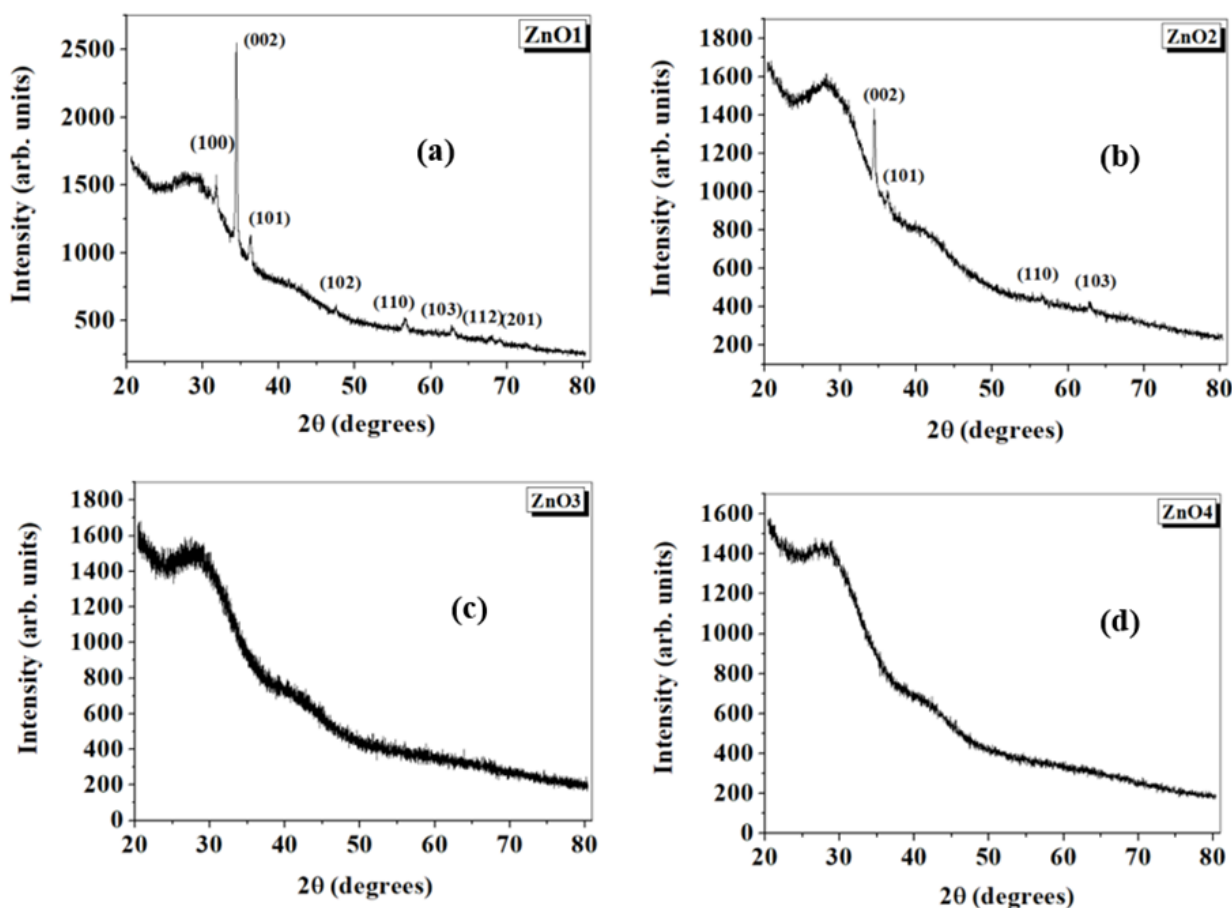 ZnO1
(002)
(100)
(101)
(102)
(110)
(103)
(112)
(201)
(a)
2500
2000
1500
1000
500
20 30 40 50 60 70 80
Intensity (arb. units)
2θ (degrees)
ZnO2
(002)
(101)
(110)
(103)
(b)
1800
1600
1400
1200
1000
800
600
400
200
20 30 40 50 60 70 80
Intensity (arb. units)
2θ (degrees)
ZnO3
(c)
1800
1600
1400
1200
1000
800
600
400
200
0
20 30 40 50 60 70 80
Intensity (arb. units)
2θ (degrees)
ZnO4
(d)
1600
1400
1200
1000
800
600
400
200
0
20 30 40 50 60 70 80
Intensity (arb. units)
2θ (degrees)